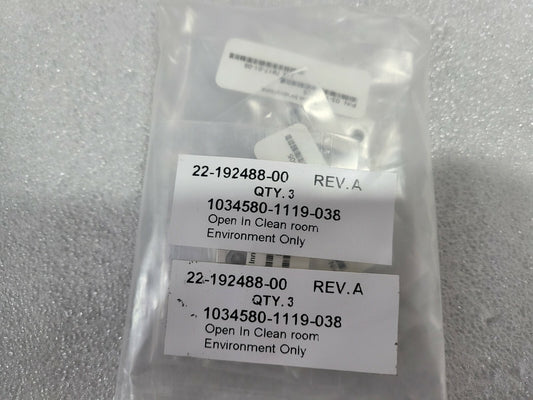 22-192488-00 REV.A
QTY. 3
1034580-1119-038
Open In Clean room
Environment Only
22-192488-00 REV.A
QTY. 3
1034580-1119-038
Open In Clean room
Environment Only